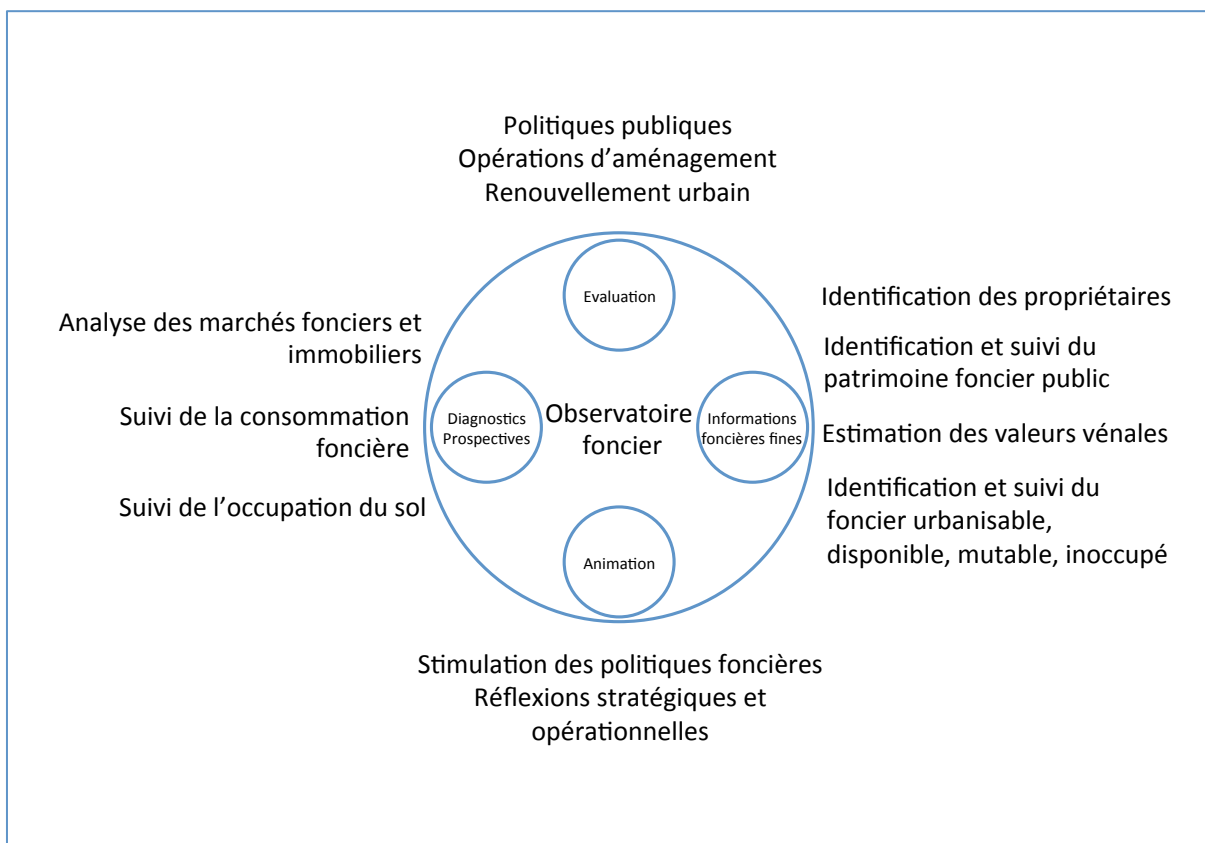 Politiques publiques
Opérations d’aménagement
Renouvellement urbain
Evaluation
Analyse des marchés fonciers et
immobiliers
Suivi de la consommation
foncière
Suivi de l’occupation du sol
Diagnostics
Prospectives
Observatoire
foncier
Informations
foncières fines
Identification des propriétaires
Identification et suivi du
patrimoine foncier public
Estimation des valeurs vénales
Identification et suivi du
foncier urbanisable,
disponible, mutable, inoccupé
Animation
Stimulation des politiques foncières
Réflexions stratégiques et
opérationnelles